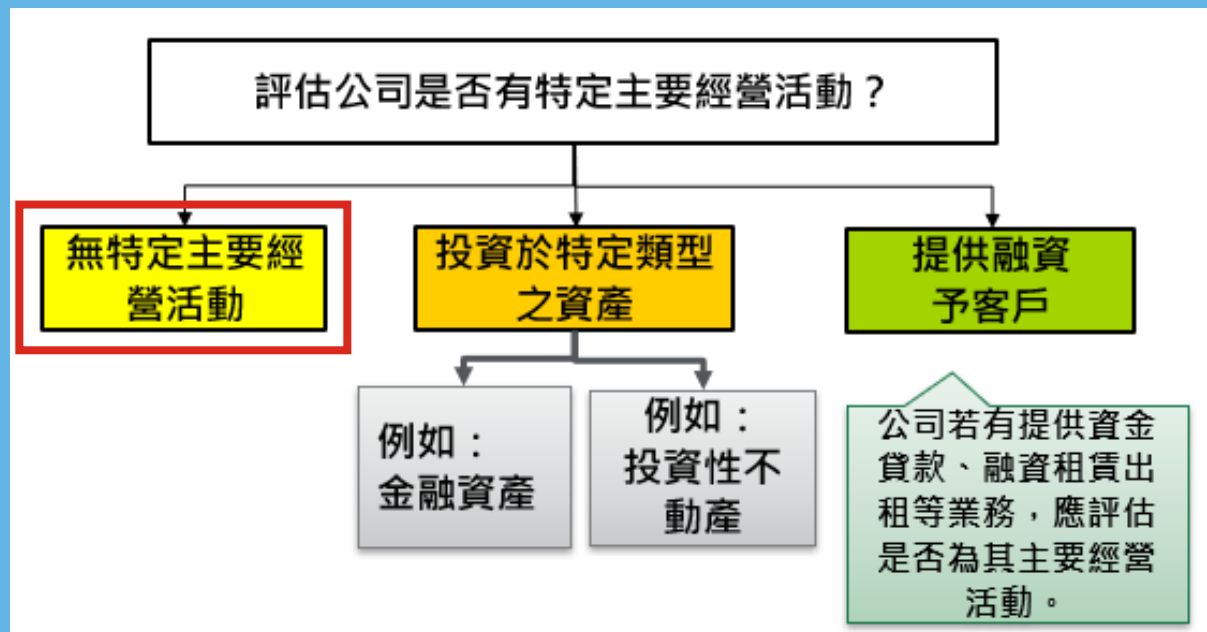 評估公司是否有特定主要經營活動？
無特定主要經
營活動
投資於特定類型
之資產
提供融資
予客戶
例如：
金融資產
例如：
投資性不
動產
公司若有提供資金
貸款、融資租賃出
租等業務，應評估
是否為其主要經營
活動。